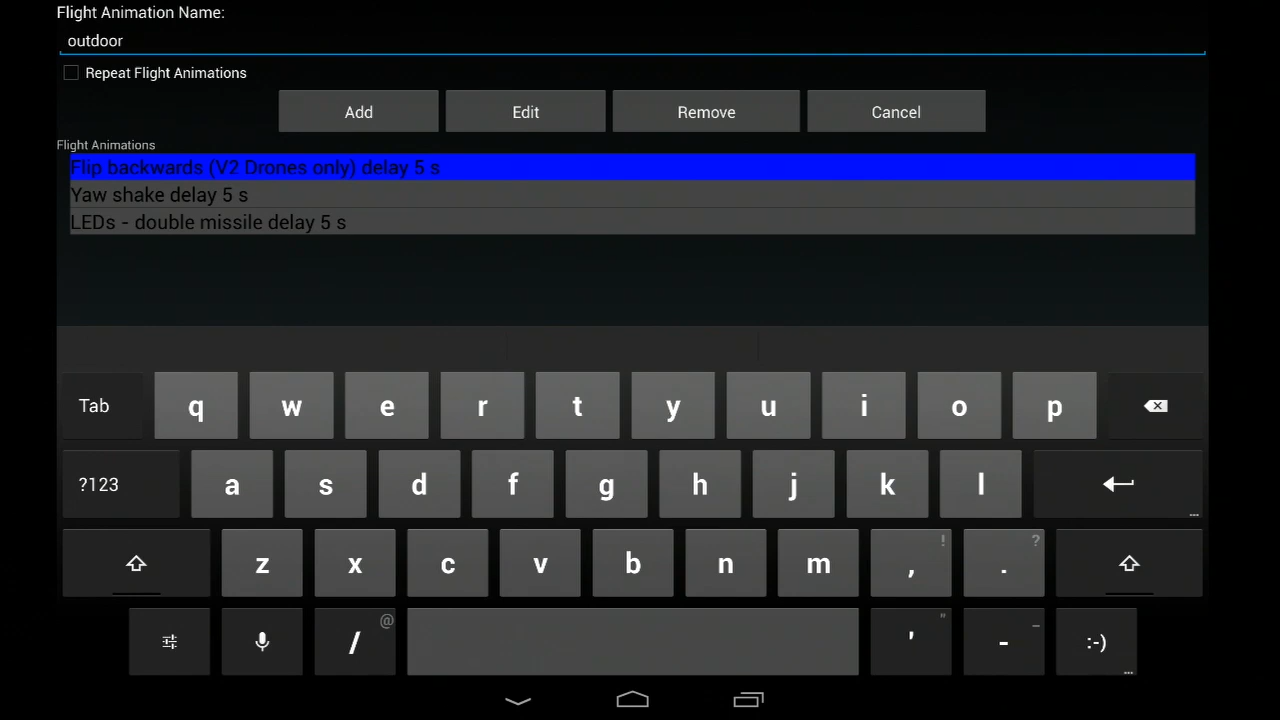 Flight Animation Name:
outdoor
Repeat Flight Animations
Add Edit Remove Cancel
Flight Animations
Flip backwards (V2 Drones only) delay 5 s
Yaw shake delay 5 s
LEDs - double missile delay 5 s
Tab q w e r t y u i o p
?123 a s d f g h j k l ...
z x c v b n m , ! . ?
/ @ ' " - _ :-) ...